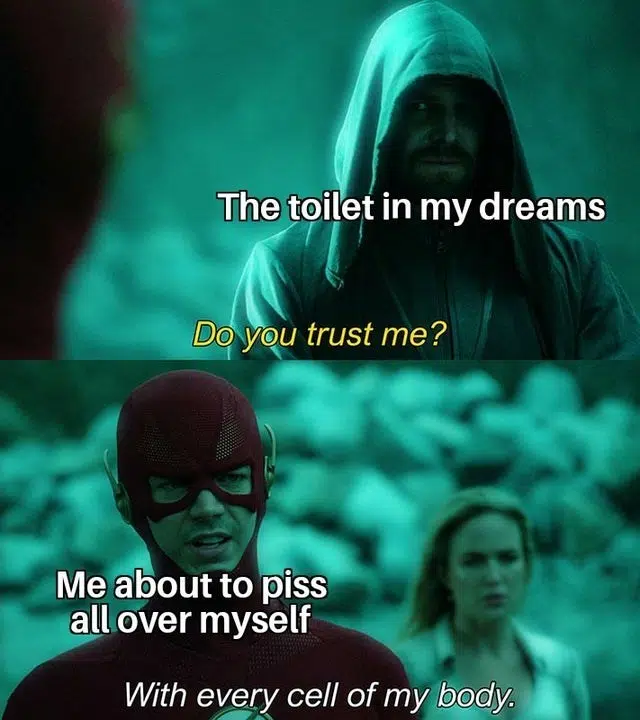 The toilet in my dreams
Do you trust me?
Me about to piss
all over myself
With every cell of my body.